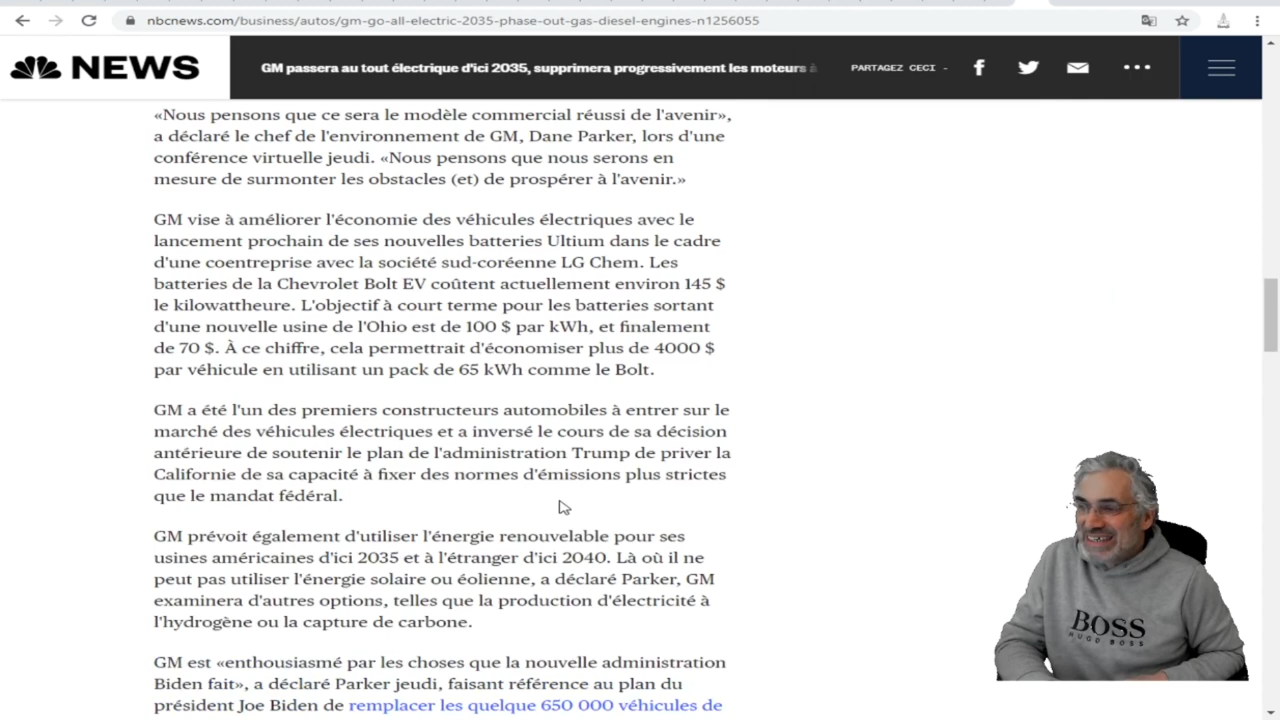 nbcnews.com/business/autos/gm-go-all-electric-2035-phase-out-gas-diesel-engines-n1256055
NEWS
GM passera au tout électrique d'ici 2035, supprimera progressivement les moteurs à
PARTAGEZ CECI -
«Nous pensons que ce sera le modèle commercial réussi de l'avenir»,
a déclaré le chef de l'environnement de GM, Dane Parker, lors d'une
conférence virtuelle jeudi. «Nous pensons que nous serons en
mesure de surmonter les obstacles (et) de prospérer à l'avenir.»
GM vise à améliorer l'économie des véhicules électriques avec le
lancement prochain de ses nouvelles batteries Ultium dans le cadre
d'une coentreprise avec la société sud-coréenne LG Chem. Les
batteries de la Chevrolet Bolt EV coûtent actuellement environ 145 $
le kilowattheure. L'objectif à court terme pour les batteries sortant
d'une nouvelle usine de l'Ohio est de 100 $ par kWh, et finalement
de 70 $. À ce chiffre, cela permettrait d'économiser plus de 4000 $
par véhicule en utilisant un pack de 65 kWh comme le Bolt.
GM a été l'un des premiers constructeurs automobiles à entrer sur le
marché des véhicules électriques et a inversé le cours de sa décision
antérieure de soutenir le plan de l'administration Trump de priver la
Californie de sa capacité à fixer des normes d'émissions plus strictes
que le mandat fédéral.
GM prévoit également d'utiliser l'énergie renouvelable pour ses
usines américaines d'ici 2035 et à l'étranger d'ici 2040. Là où il ne
peut pas utiliser l'énergie solaire ou éolienne, a déclaré Parker, GM
examinera d'autres options, telles que la production d'électricité à
l'hydrogène ou la capture de carbone.
GM est «enthousiasmé par les choses que la nouvelle administration
Biden fait», a déclaré Parker jeudi, faisant référence au plan du
président Joe Biden de remplacer les quelque 650 000 véhicules de
BOSS
HUGO BOSS